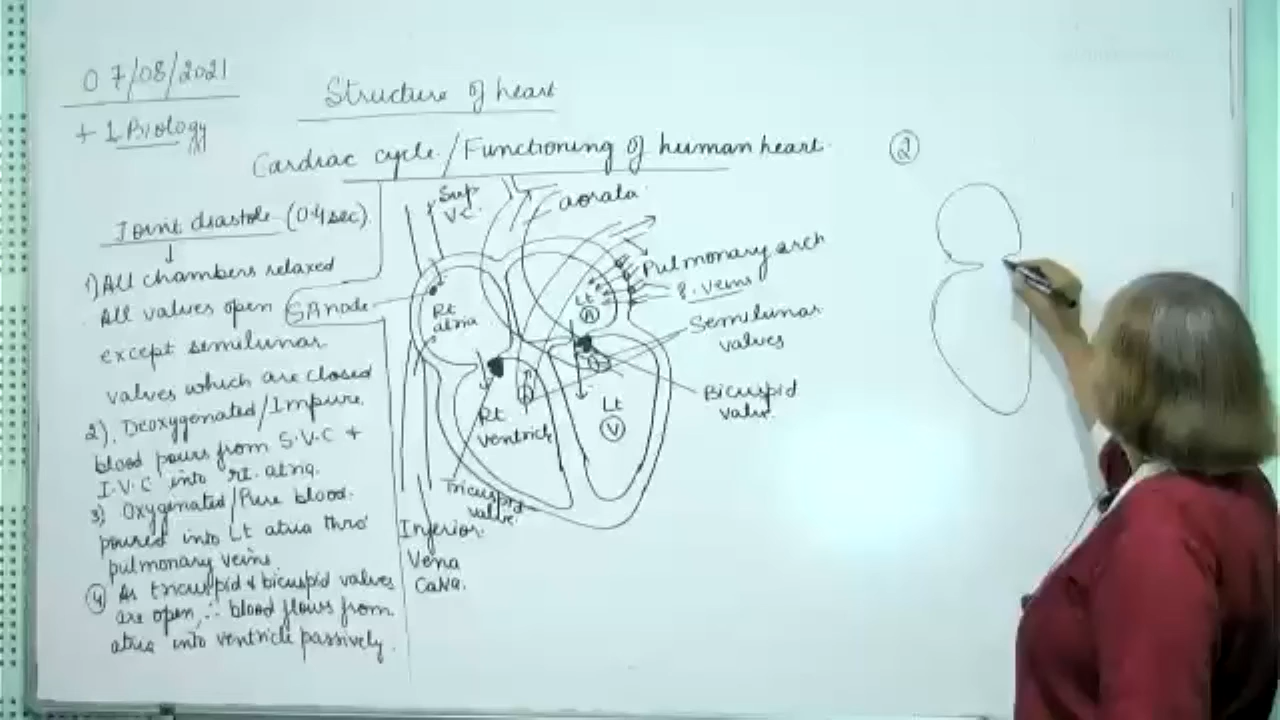 07/08/2021
+1 Biology
Structure of heart
Cardiac cycle/Functioning of human heart.
2
Joint diastole (0.4 sec)
1) All chambers relaxed
All valves open
except semilunar
valves which are closed
2). Deoxygenated/Impure
blood pours from S.V.C +
I.V.C into rt. atria.
3) Oxygenated/Pure blood.
poured into Lt atria thro'
pulmonary veins.
4 As tricuspid & bicuspid valves
are open, ∴ blood flows from
atria into ventricle passively.
Sup
V.C.
aorata
SA node
Pulmonary arch
P. Veins
Semilunar
valves
Bicuspid
valve.
Rt
atria
Lt
A
Rt
ventricle
Lt
V
Tricuspid
valve.
Inferior
Vena
Cava.